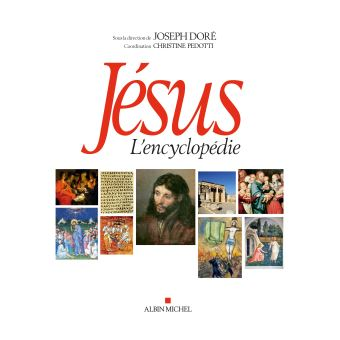 Sous la direction de JOSEPH DORÉ
Coordination CHRISTINE PEDOTTI
Jésus
L'encyclopédie
ALBIN MICHEL